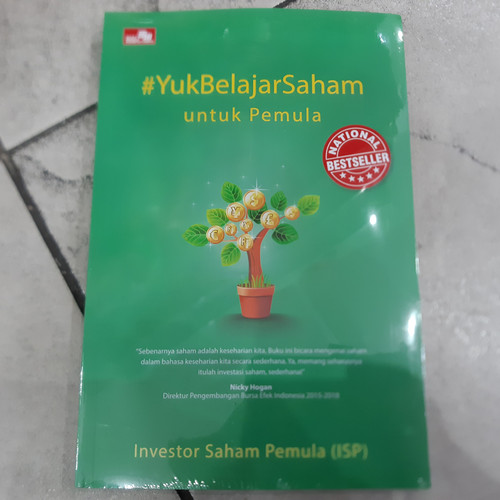 #YukBelajarSaham
untuk Pemula
NATIONAL
BESTSELLER
"Sebenarnya saham adalah keseharian kita. Buku ini bicara mengenai saham
dalam bahasa keseharian kita secara sederhana. Ya, memang seharusnya
itulah investasi saham, sederhana!"
Nicky Hogan
Direktur Pengembangan Bursa Efek Indonesia 2015-2018
Investor Saham Pemula (ISP)